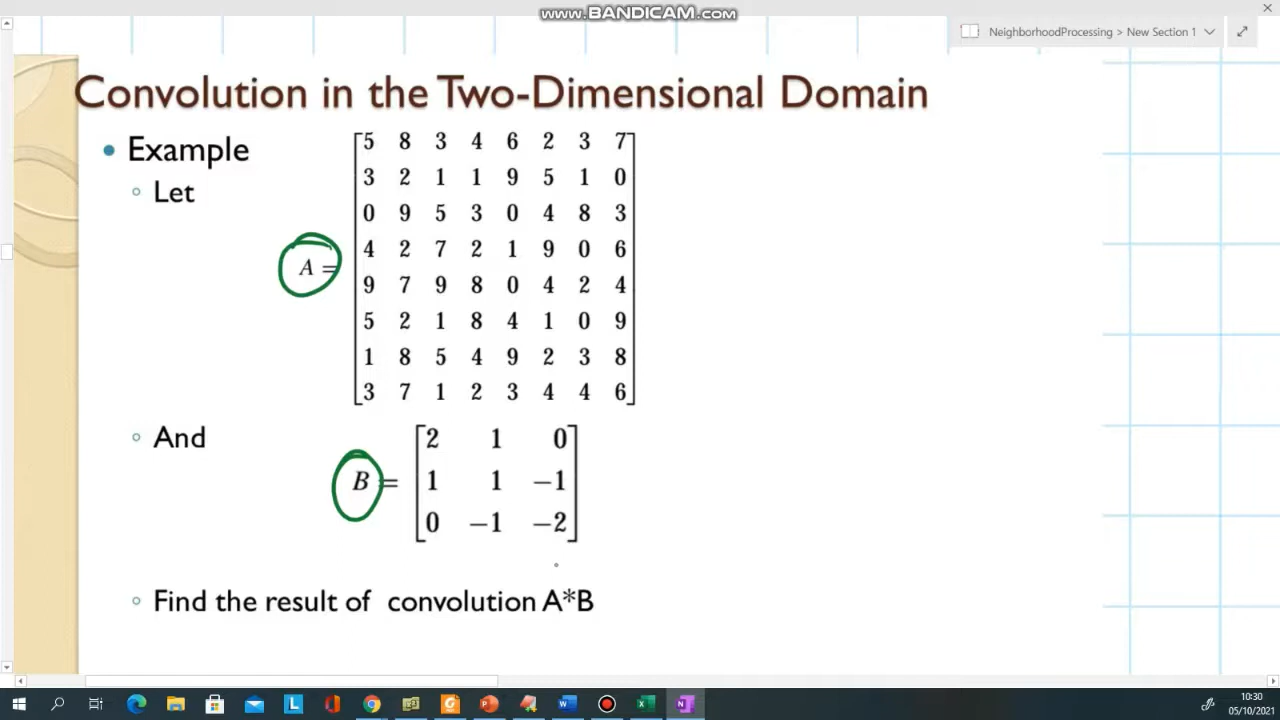 www.BANDICAM.com
NeighborhoodProcessing > New Section 1
Convolution in the Two-Dimensional Domain
Example
Let
A =
5 8 3 4 6 2 3 7
3 2 1 1 9 5 1 0
0 9 5 3 0 4 8 3
4 2 7 2 1 9 0 6
9 7 9 8 0 4 2 4
5 2 1 8 4 1 0 9
1 8 5 4 9 2 3 8
3 7 1 2 3 4 4 6
And
B =
2 1 0
1 1 −1
0 −1 −2
Find the result of convolution A*B
10:30
05/10/2021